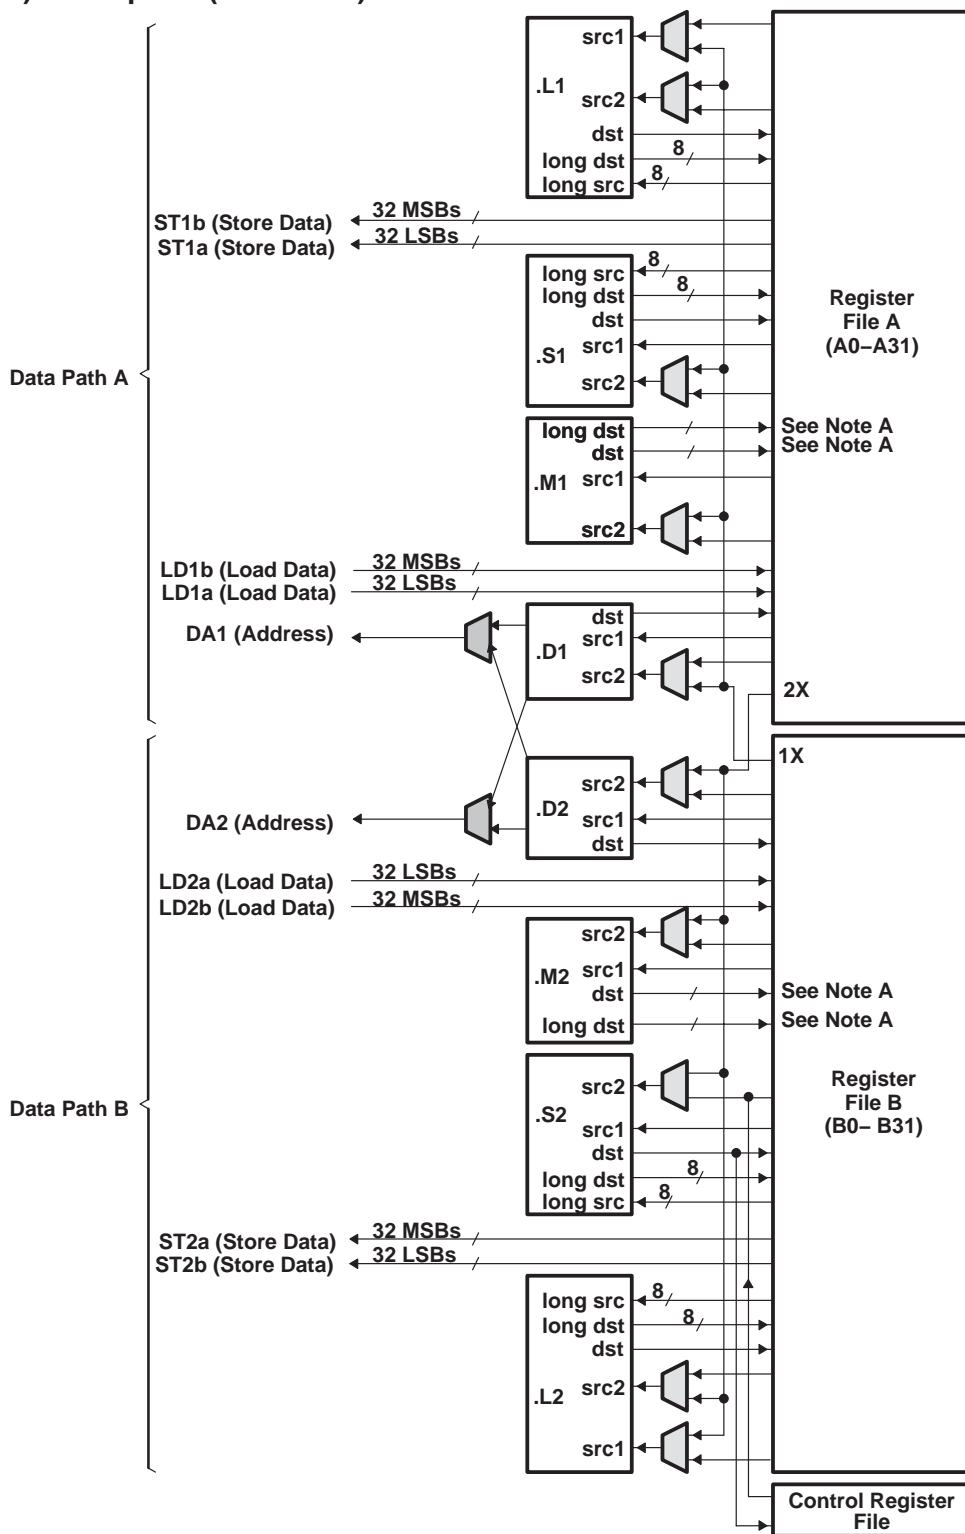 src1
.L1
src2
dst
long dst
8
long src
8
ST1b (Store Data)
32 MSBs
ST1a (Store Data)
32 LSBs
long src
8
long dst
8
dst
.S1
src1
src2
Register
File A
(A0–A31)
Data Path A
long dst
See Note A
dst
See Note A
.M1
src1
src2
LD1b (Load Data)
32 MSBs
LD1a (Load Data)
32 LSBs
DA1 (Address)
dst
src1
.D1
src2
2X
1X
src2
.D2
src1
dst
DA2 (Address)
LD2a (Load Data)
32 LSBs
LD2b (Load Data)
32 MSBs
src2
.M2
src1
dst
See Note A
long dst
See Note A
src2
.S2
src1
dst
long dst
8
long src
8
Register
File B
(B0– B31)
Data Path B
ST2a (Store Data)
32 MSBs
ST2b (Store Data)
32 LSBs
long src
8
long dst
8
dst
.L2
src2
src1
Control Register
File